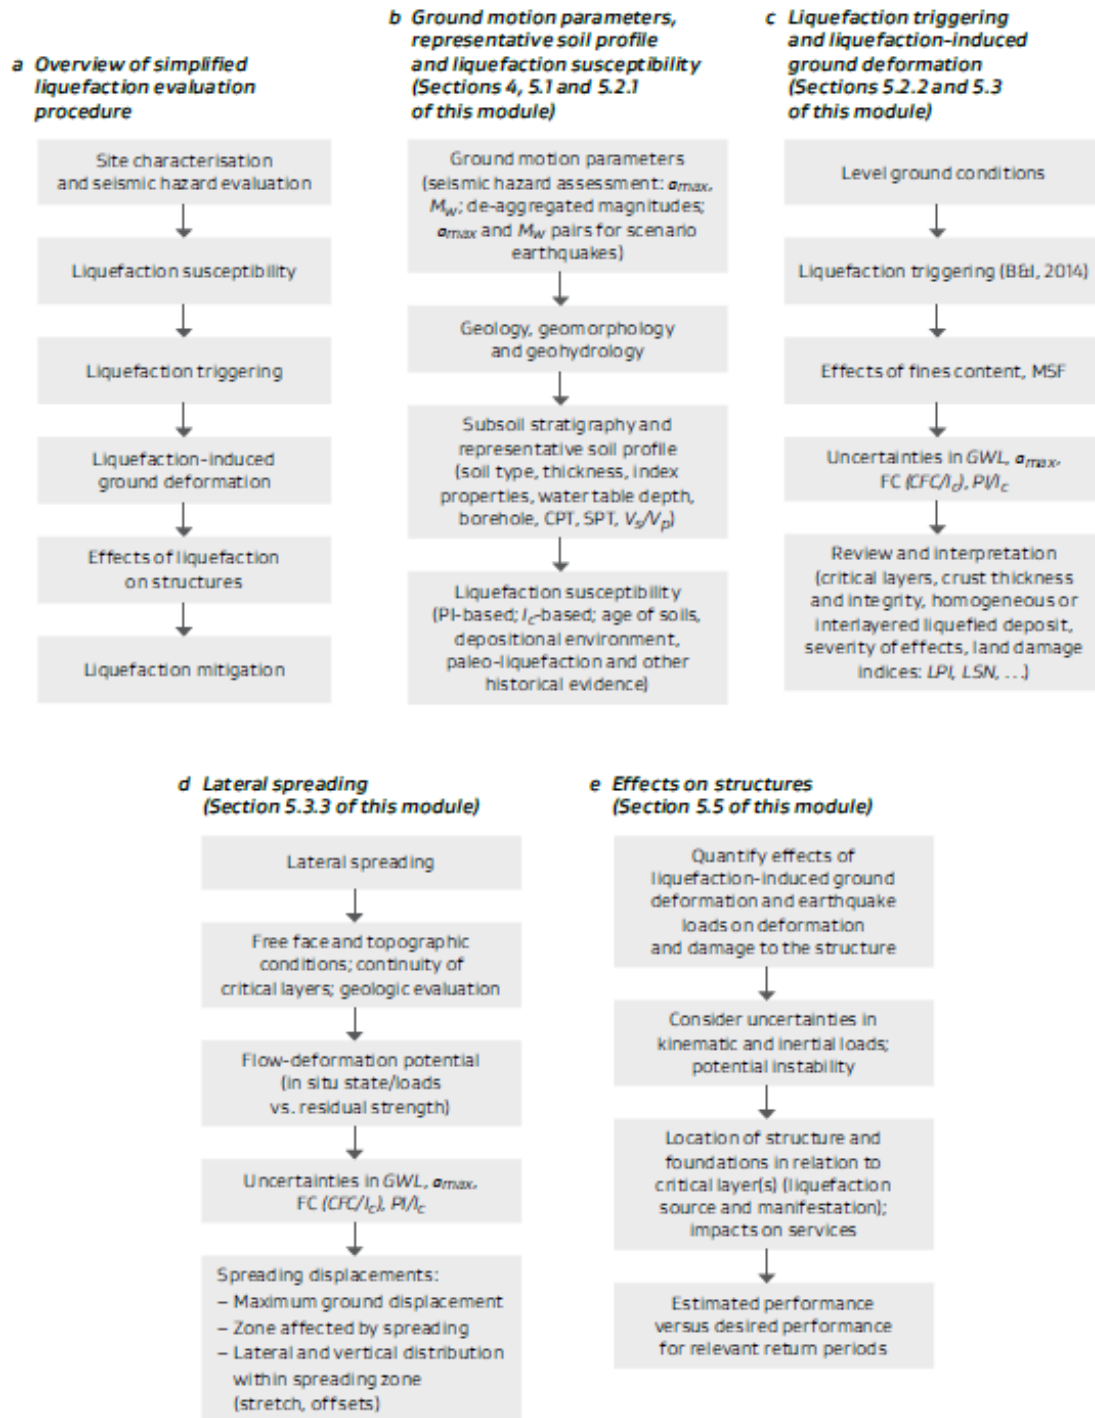 a Overview of simplified
liquefaction evaluation
procedure
Site characterisation
and seismic hazard evaluation
Liquefaction susceptibility
Liquefaction triggering
Liquefaction-induced
ground deformation
Effects of liquefaction
on structures
Liquefaction mitigation
b Ground motion parameters,
representative soil profile
and liquefaction susceptibility
(Sections 4, 5.1 and 5.2.1
of this module)
Ground motion parameters
(seismic hazard assessment: amax,
Mw; de-aggregated magnitudes;
amax and Mw pairs for scenario
earthquakes)
Geology, geomorphology
and geohydrology
Subsoil stratigraphy and
representative soil profile
(soil type, thickness, index
properties, water table depth,
borehole, CPT, SPT, Vs/Vp)
Liquefaction susceptibility
(PI-based; Ic-based; age of soils,
depositional environment,
paleo-liquefaction and other
historical evidence)
c Liquefaction triggering
and liquefaction-induced
ground deformation
(Sections 5.2.2 and 5.3
of this module)
Level ground conditions
Liquefaction triggering (B&I, 2014)
Effects of fines content, MSF
Uncertainties in GWL, amax,
FC (CFC/Ic), PI/Ic
Review and interpretation
(critical layers, crust thickness
and integrity, homogeneous or
interlayered liquefied deposit,
severity of effects, land damage
indices: LPI, LSN, ...)
d Lateral spreading
(Section 5.3.3 of this module)
Lateral spreading
Free face and topographic
conditions; continuity of
critical layers; geologic evaluation
Flow-deformation potential
(in situ state/loads
vs. residual strength)
Uncertainties in GWL, amax,
FC (CFC/Ic), PI/Ic
Spreading displacements:
– Maximum ground displacement
– Zone affected by spreading
– Lateral and vertical distribution
within spreading zone
(stretch, offsets)
e Effects on structures
(Section 5.5 of this module)
Quantify effects of
liquefaction-induced ground
deformation and earthquake
loads on deformation
and damage to the structure
Consider uncertainties in
kinematic and inertial loads;
potential instability
Location of structure and
foundations in relation to
critical layer(s) (liquefaction
source and manifestation);
impacts on services
Estimated performance
versus desired performance
for relevant return periods